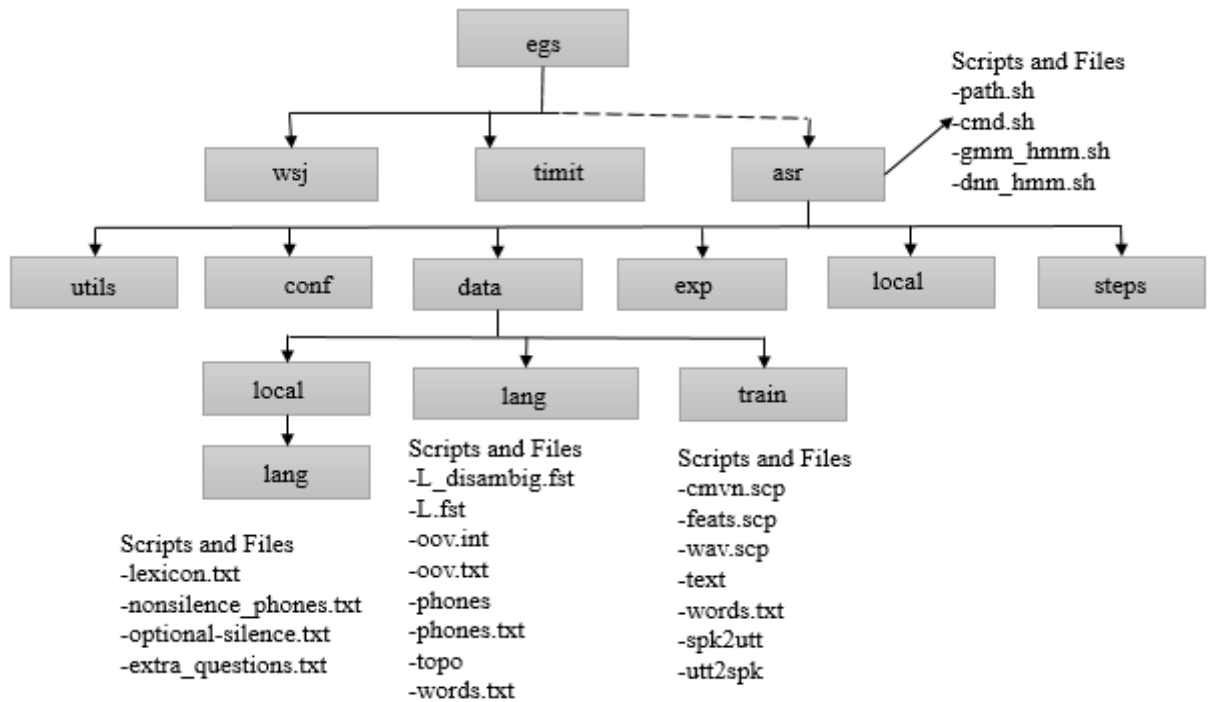 egs
Scripts and Files
-path.sh
-cmd.sh
-gmm_hmm.sh
-dnn_hmm.sh
wsj
timit
asr
utils
conf
data
exp
local
steps
local
lang
train
lang
Scripts and Files
-lexicon.txt
-nonsilence_phones.txt
-optional-silence.txt
-extra_questions.txt
Scripts and Files
-L_disambig.fst
-L.fst
-oov.int
-oov.txt
-phones
-phones.txt
-topo
-words.txt
Scripts and Files
-cmvn.scp
-feats.scp
-wav.scp
-text
-words.txt
-spk2utt
-utt2spk